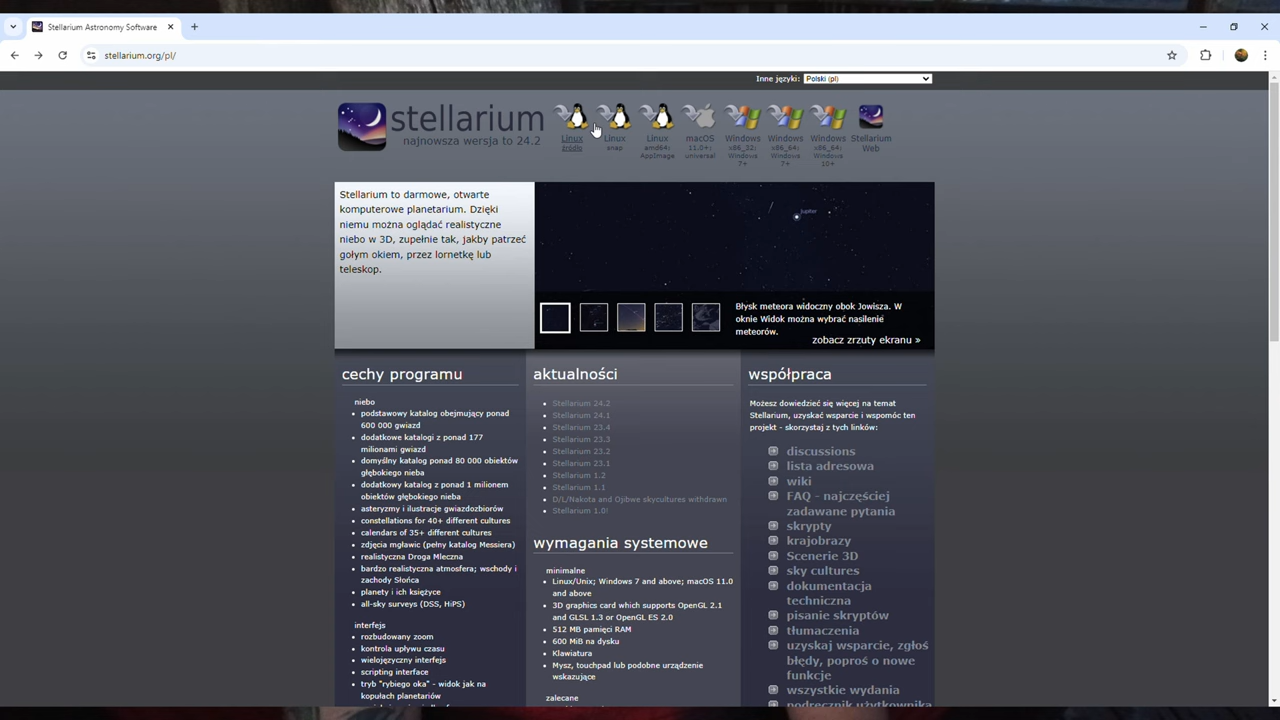 Stellarium Astronomy Software
stellarium.org/pl/
Inne języki:
Polski (pl)
stellarium
najnowsza wersja to 24.2
Linux
źródło
Linux
snap
Linux
amd64;
AppImage
macOS
11.0+;
universal
Windows
x86_32;
Windows
7+
Windows
x86_64;
Windows
7+
Windows
x86_64;
Windows
10+
Stellarium
Web
Stellarium to darmowe, otwarte
komputerowe planetarium. Dzięki
niemu można oglądać realistyczne
niebo w 3D, zupełnie tak, jakby patrzeć
gołym okiem, przez lornetkę lub
teleskop.
Jupiter
Błysk meteora widoczny obok Jowisza. W
oknie Widok można wybrać nasilenie
meteorów.
zobacz zrzuty ekranu »
cechy programu
niebo
podstawowy katalog obejmujący ponad
600 000 gwiazd
dodatkowe katalogi z ponad 177
milionami gwiazd
domyślny katalog ponad 80 000 obiektów
głębokiego nieba
dodatkowy katalog z ponad 1 milionem
obiektów głębokiego nieba
asteryzmy i ilustracje gwiazdozbiorów
constellations for 40+ different cultures
calendars of 35+ different cultures
zdjęcia mgławic (pełny katalog Messiera)
realistyczna Droga Mleczna
bardzo realistyczna atmosfera; wschody i
zachody Słońca
planety i ich księżyce
all-sky surveys (DSS, HiPS)
interfejs
rozbudowany zoom
kontrola upływu czasu
wielojęzyczny interfejs
scripting interface
tryb "rybiego oka" - widok jak na
kopułach planetariów
aktualności
Stellarium 24.2
Stellarium 24.1
Stellarium 23.4
Stellarium 23.3
Stellarium 23.2
Stellarium 23.1
Stellarium 1.2
Stellarium 1.1
D/L/Nakota and Ojibwe skycultures withdrawn
Stellarium 1.0!
wymagania systemowe
minimalne
Linux/Unix; Windows 7 and above; macOS 11.0
and above
3D graphics card which supports OpenGL 2.1
and GLSL 1.3 or OpenGL ES 2.0
512 MB pamięci RAM
600 MiB na dysku
Klawiatura
Mysz, touchpad lub podobne urządzenie
wskazujące
zalecane
współpraca
Możesz dowiedzieć się więcej na temat
Stellarium, uzyskać wsparcie i wspomóc ten
projekt - skorzystaj z tych linków:
discussions
lista adresowa
wiki
FAQ - najczęściej
zadawane pytania
skrypty
krajobrazy
Scenerie 3D
sky cultures
dokumentacja
techniczna
pisanie skryptów
tłumaczenia
uzyskaj wsparcie, zgłoś
błędy, poproś o nowe
funkcje
wszystkie wydania
podręcznik użytkownika